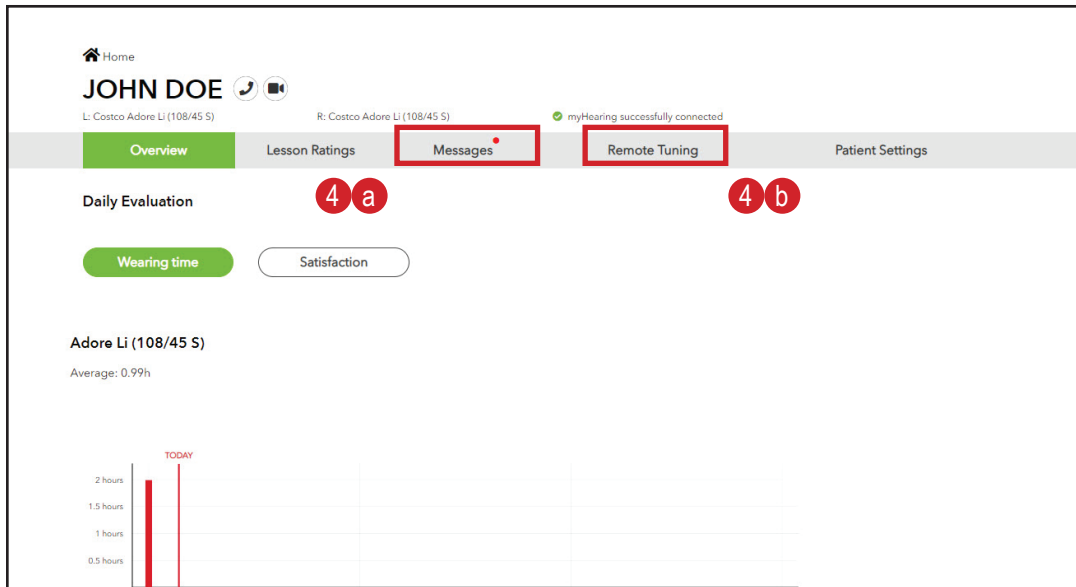 Home
JOHN DOE
L: Costco Adore Li (108/45 S) R: Costco Adore Li (108/45 S) myHearing successfully connected
Overview Lesson Ratings Messages Remote Tuning Patient Settings
4 a 4 b
Daily Evaluation
Wearing time Satisfaction
Adore Li (108/45 S)
Average: 0.99h
TODAY
2 hours
1.5 hours
1 hours
0.5 hours